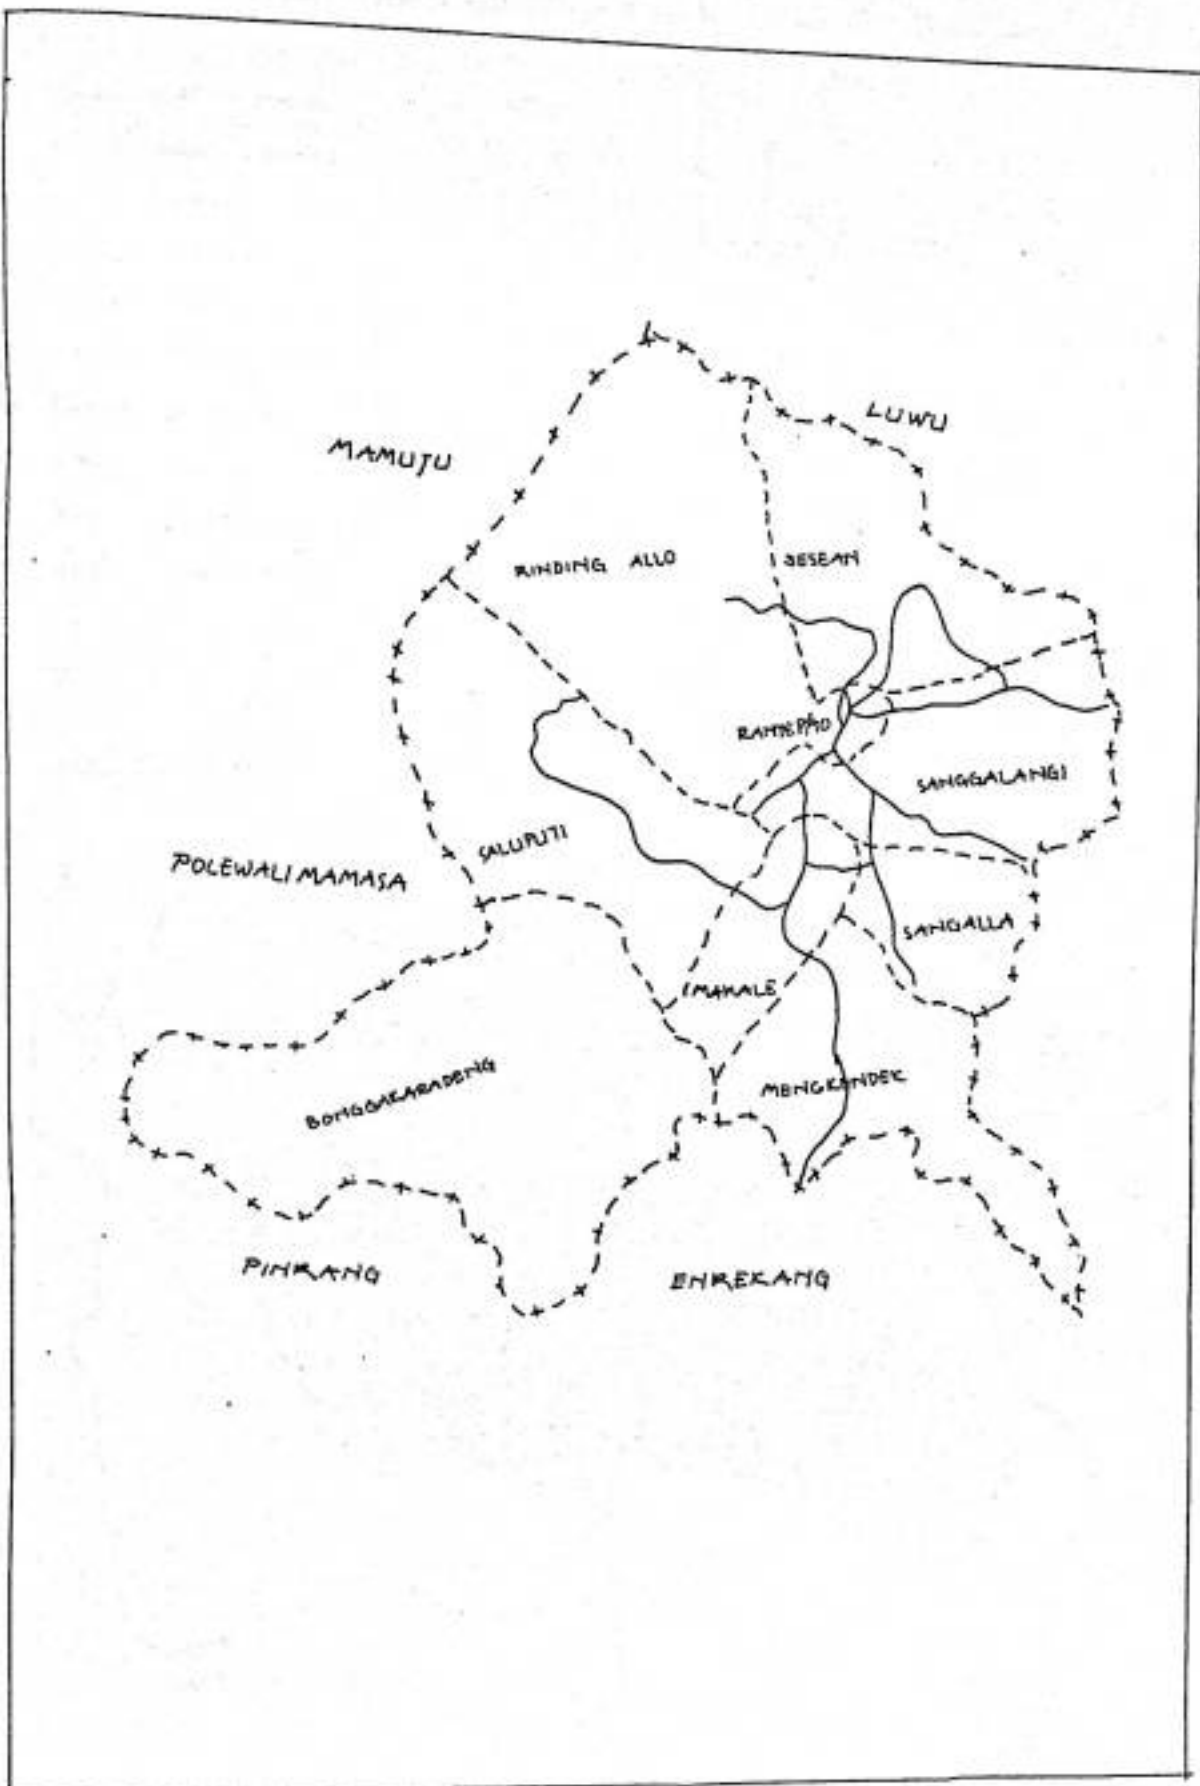 LUWU
MAMUJU
RINDING ALLO
SESEAN
RANTEPAO
SANGGALANGI
SALUPUTI
POLEWALI MAMASA
SANGALLA
MAKALE
MENGKENDEK
BONGGAKARADENG
PINRANG
ENREKANG